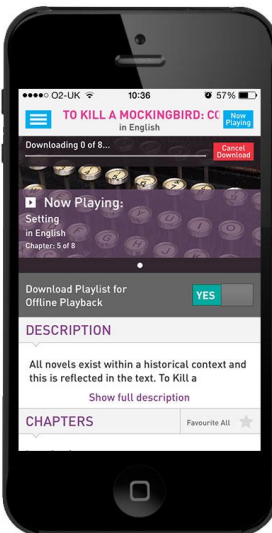 O2-UK 10:36 57%
TO KILL A MOCKINGBIRD: CC
Now
Playing
in English
Downloading 0 of 8...
Cancel
Download
Now Playing:
Setting
in English
Chapter: 5 of 8
Download Playlist for
Offline Playback
YES
DESCRIPTION
All novels exist within a historical context and
this is reflected in the text. To Kill a
Show full description
CHAPTERS
Favourite All